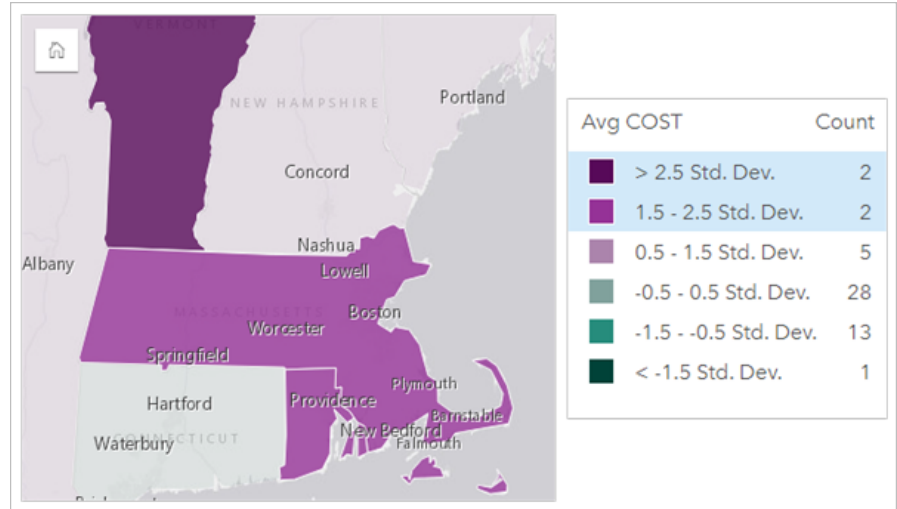 VERMONT
NEW HAMPSHIRE
Portland
Concord
Nashua
Albany
Lowell
MASSACHUSETTS
Boston
Worcester
Springfield
Plymouth
Hartford
Providence
Barnstable
New Bedford
Waterbury
CONNECTICUT
Falmouth
Avg COST Count
> 2.5 Std. Dev. 2
1.5 - 2.5 Std. Dev. 2
0.5 - 1.5 Std. Dev. 5
-0.5 - 0.5 Std. Dev. 28
-1.5 - -0.5 Std. Dev. 13
< -1.5 Std. Dev. 1